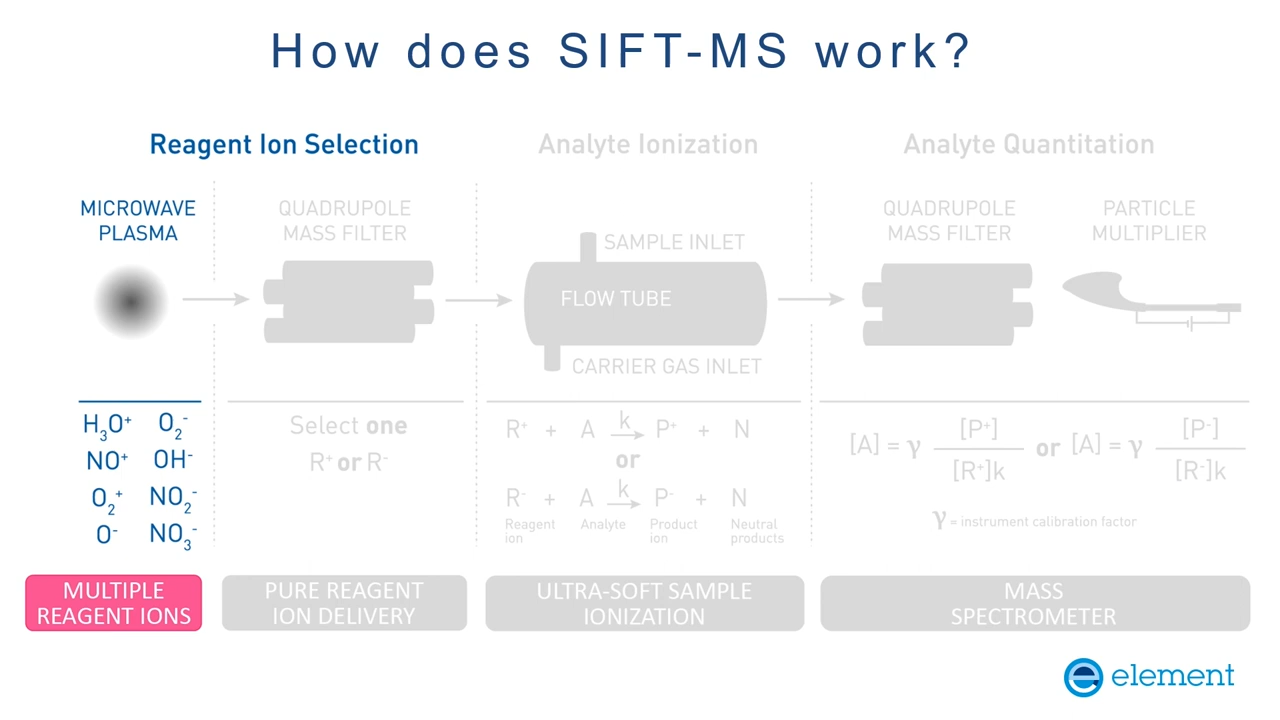 How does SIFT-MS work?
Reagent Ion Selection
Analyte Ionization
Analyte Quantitation
MICROWAVE
PLASMA
QUADRUPOLE
MASS FILTER
SAMPLE INLET
FLOW TUBE
CARRIER GAS INLET
QUADRUPOLE
MASS FILTER
PARTICLE
MULTIPLIER
H₃O⁺ O₂⁻
NO⁺ OH⁻
O₂⁺ NO₂⁻
O⁻ NO₃⁻
Select one
R⁺ or R⁻
R⁺ + A k→ P⁺ + N
or
R⁻ + A k→ P⁻ + N
Reagent ion
Analyte
Product ion
Neutral products
[A] = γ [P⁺] / [R⁺]k or [A] = γ [P⁻] / [R⁻]k
γ = instrument calibration factor
MULTIPLE
REAGENT IONS
PURE REAGENT
ION DELIVERY
ULTRA-SOFT SAMPLE
IONIZATION
MASS
SPECTROMETER
element